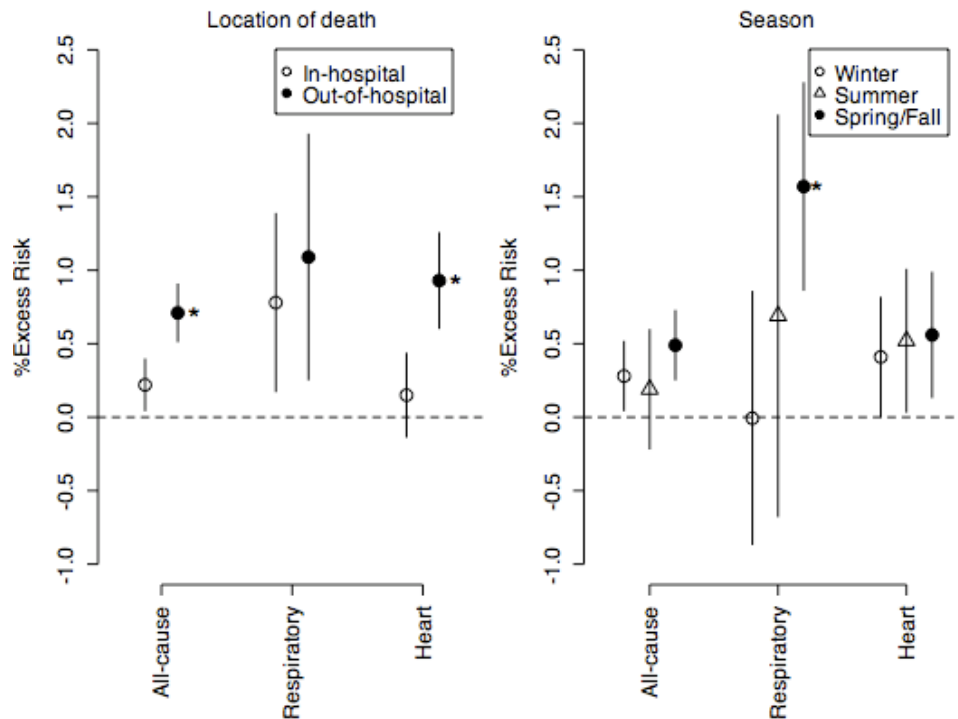 Location of death
In-hospital
Out-of-hospital
%Excess Risk
2.5
2.0
1.5
1.0
0.5
0.0
-0.5
-1.0
*
*
All-cause
Respiratory
Heart
Season
Winter
Summer
Spring/Fall
%Excess Risk
2.5
2.0
1.5
1.0
0.5
0.0
-0.5
-1.0
*
All-cause
Respiratory
Heart